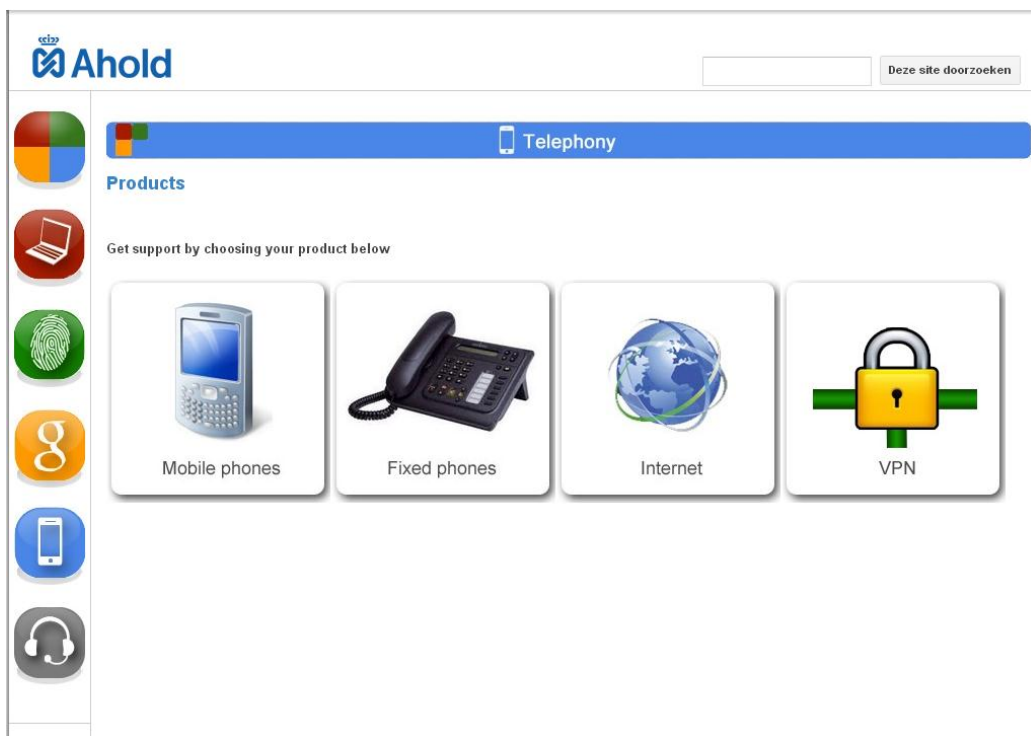 Ahold
Deze site doorzoeken
Telephony
Products
Get support by choosing your product below
Mobile phones
Fixed phones
Internet
VPN
g